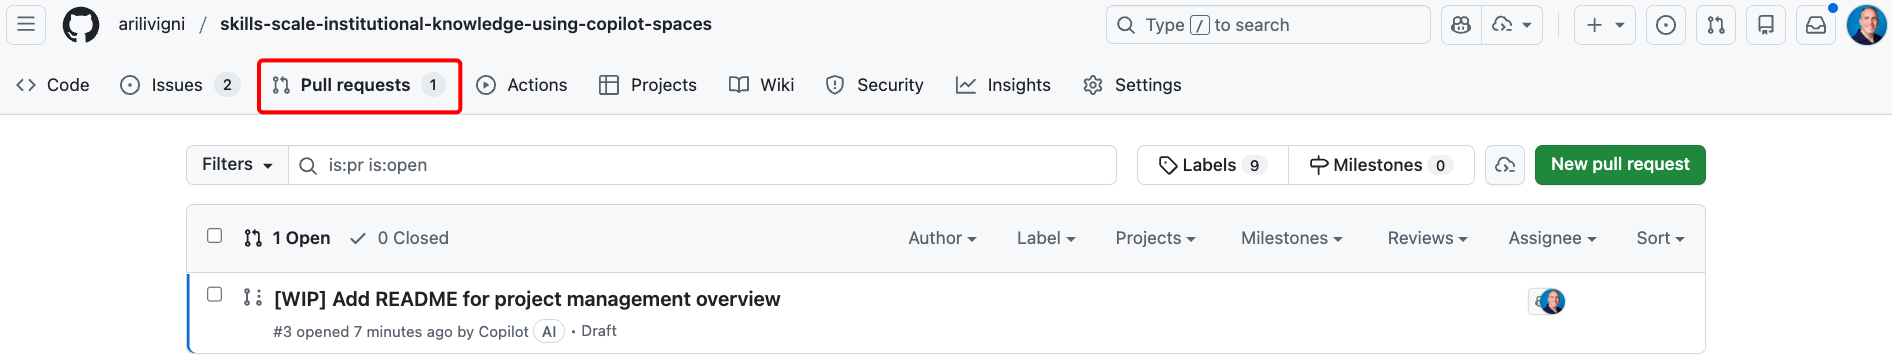 arilivigni / skills-scale-institutional-knowledge-using-copilot-spaces Type / to search
Code Issues 2 Pull requests 1 Actions Projects Wiki Security Insights Settings
Filters is:pr is:open Labels 9 Milestones 0 New pull request
1 Open 0 Closed Author Label Projects Milestones Reviews Assignee Sort
[WIP] Add README for project management overview
#3 opened 7 minutes ago by Copilot AI • Draft